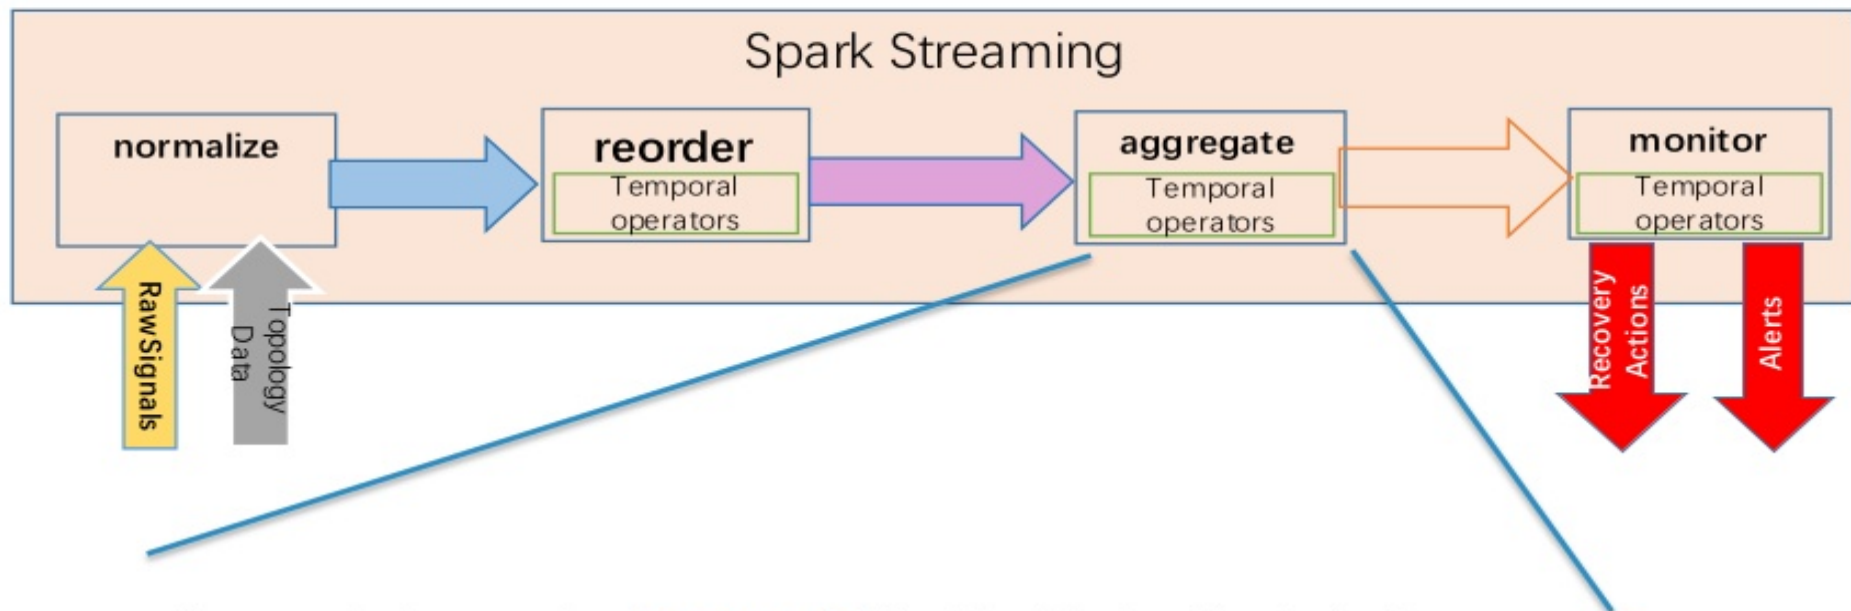 Spark Streaming
normalize
reorder
Temporal
operators
aggregate
Temporal
operators
monitor
Temporal
operators
Raw Signals
Topology
Data
Recovery
Actions
Alerts